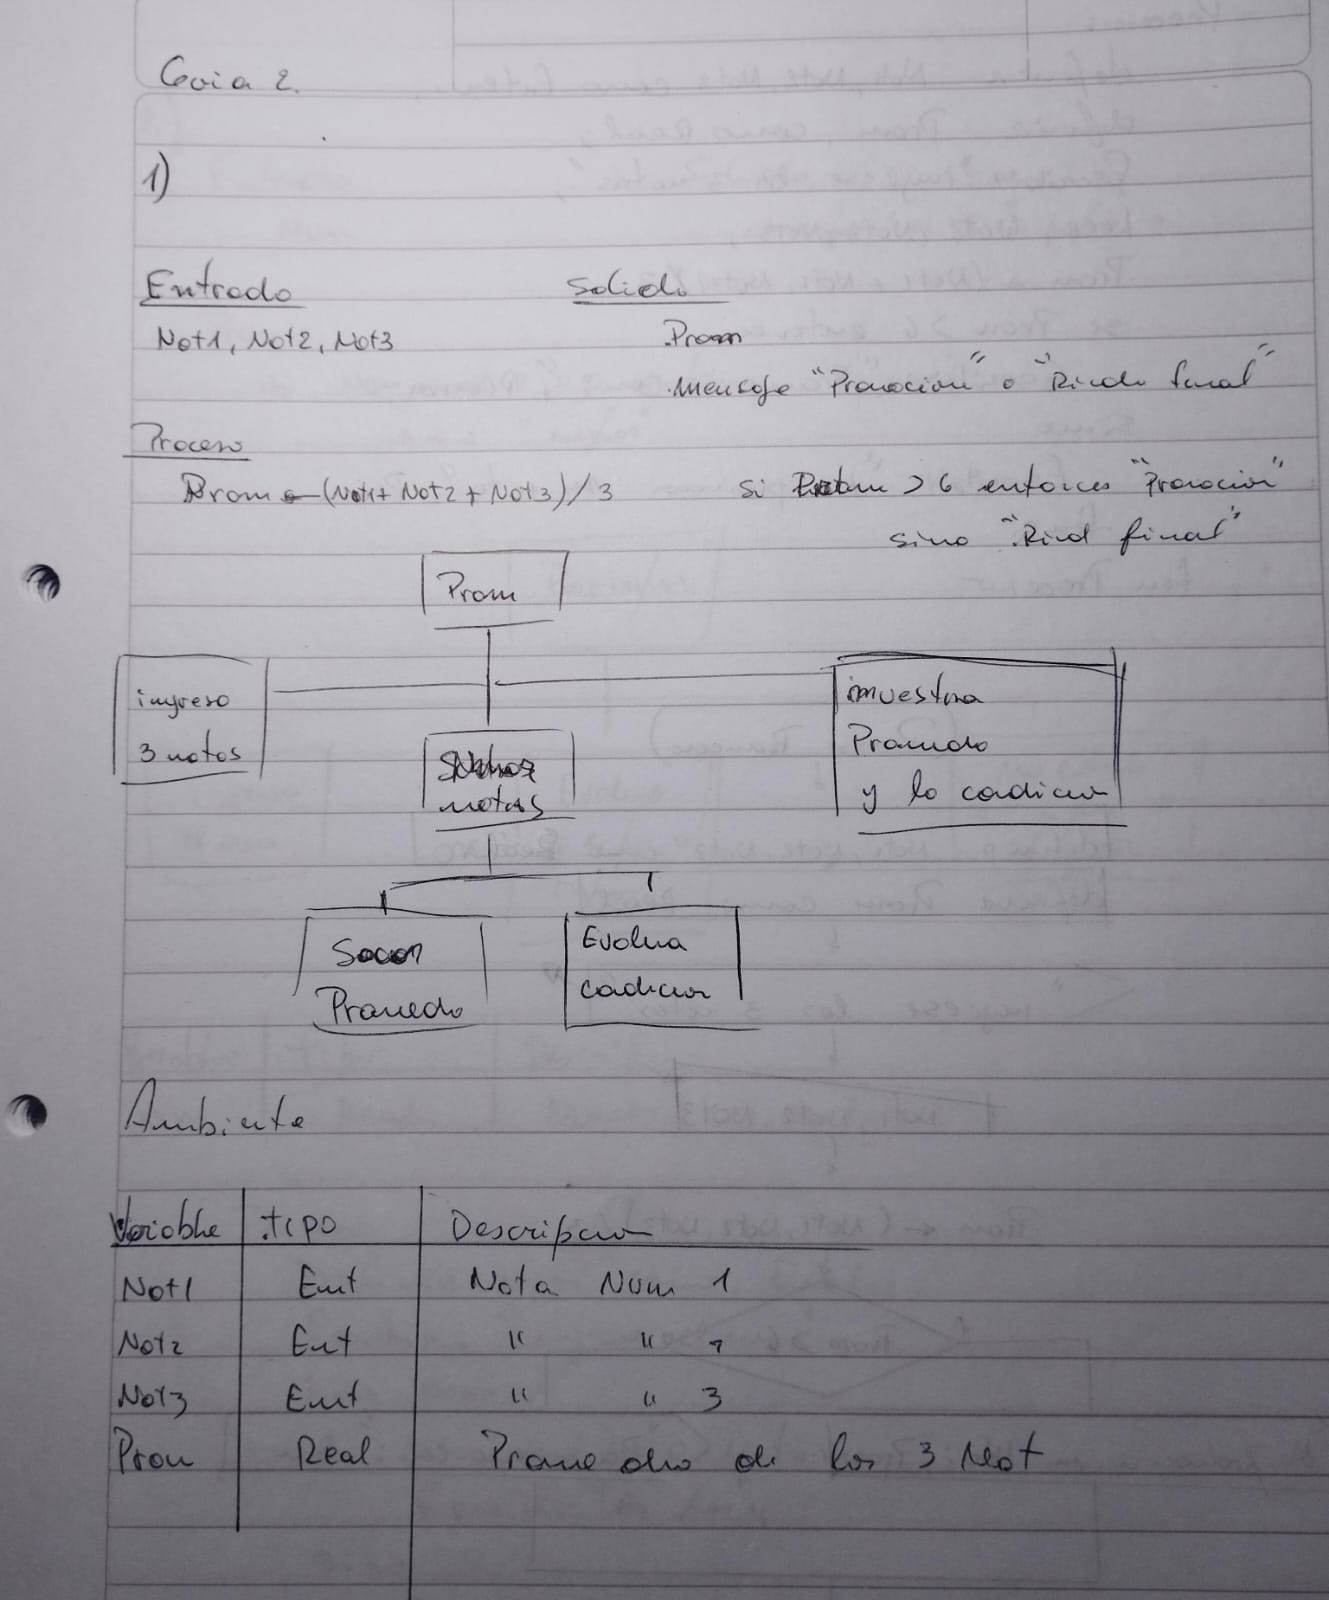 Guia 2.
1)
Entrada
Salida
Not1, Not2, Not3
.Prom
.Mensaje "Promocion" o "Rinde final"
Proceso
Prom ← (Not1 + Not2 + Not3) / 3
si Prom > 6 entonces "Promocion"
sino "Rind final"
Prom
ingreso
3 notas
notas
muestra
Promedio
y la condicion
Sacar
Promedio
Evalua
condicion
Ambiente
Variable tipo Descripcion
Not1 Ent Nota Num 1
Not2 Ent " " 2
Not3 Ent " " 3
Prom Real Promedio de las 3 Not